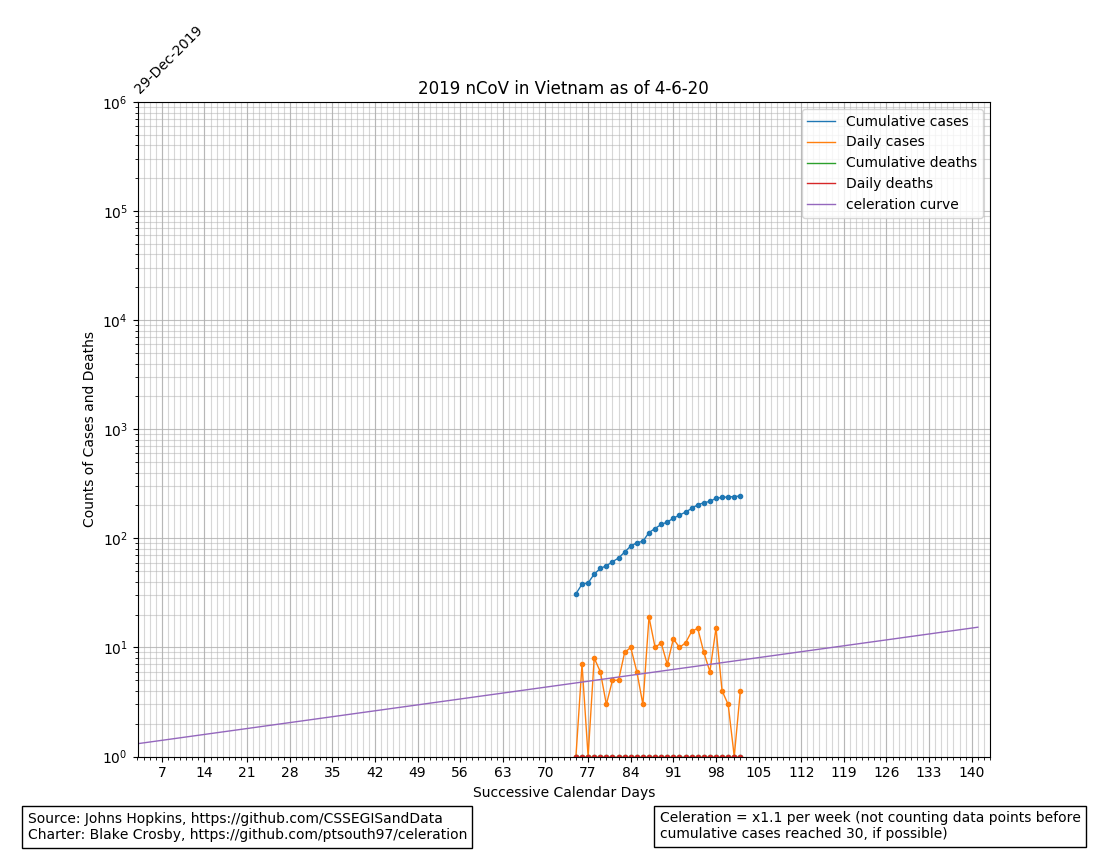 29-Dec-2019
2019 nCoV in Vietnam as of 4-6-20
10^6
10^5
10^4
10^3
10^2
10^1
10^0
Counts of Cases and Deaths
Cumulative cases
Daily cases
Cumulative deaths
Daily deaths
celeration curve
7 14 21 28 35 42 49 56 63 70 77 84 91 98 105 112 119 126 133 140
Successive Calendar Days
Source: Johns Hopkins, https://github.com/CSSEGISandData
Charter: Blake Crosby, https://github.com/ptsouth97/celeration
Celeration = x1.1 per week (not counting data points before
cumulative cases reached 30, if possible)